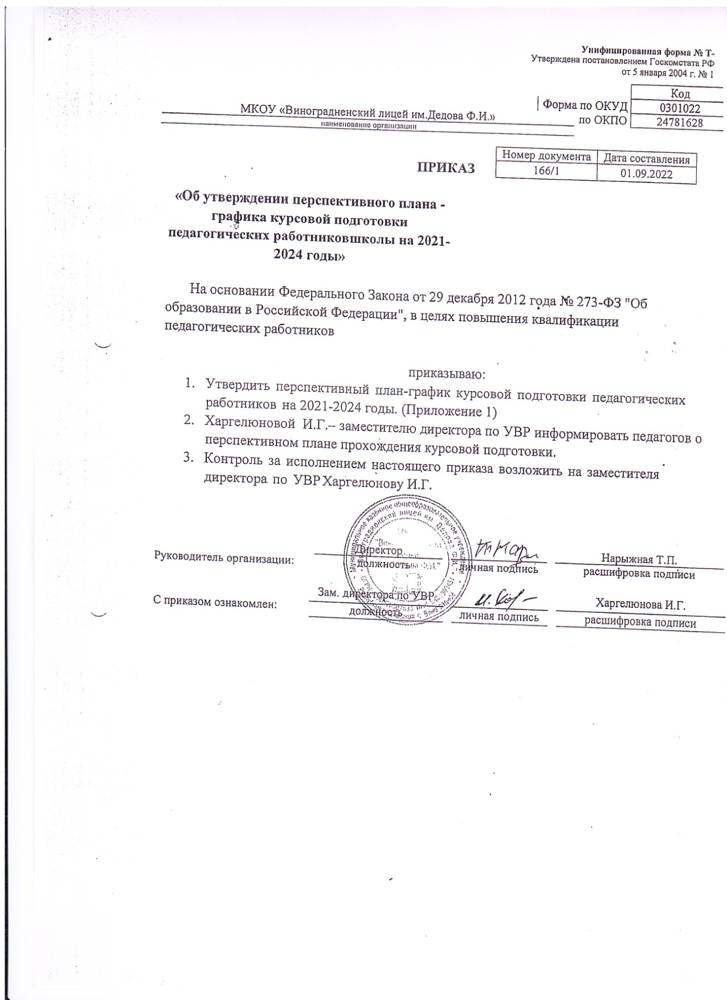 Унифицированная форма № Т-
Утверждена постановлением Госкомстата РФ
от 5 января 2004 г. № 1
Код
Форма по ОКУД 0301022
МКОУ «Виноградненский лицей им.Дедова Ф.И.»
по ОКПО 24781628
наименование организации
Номер документа Дата составления
ПРИКАЗ 166/1 01.09.2022
«Об утверждении перспективного плана -
графика курсовой подготовки
педагогических работниковшколы на 2021-
2024 годы»
На основании Федерального Закона от 29 декабря 2012 года № 273-ФЗ "Об
образовании в Российской Федерации", в целях повышения квалификации
педагогических работников
приказываю:
1. Утвердить перспективный план-график курсовой подготовки педагогических
работников на 2021-2024 годы. (Приложение 1)
2. Харгелюновой И.Г.– заместителю директора по УВР информировать педагогов о
перспективном плане прохождения курсовой подготовки.
3. Контроль за исполнением настоящего приказа возложить на заместителя
директора по УВР Харгелюнову И.Г.
Муниципальное казённое общеобразовательное учреждение
лицей им. Дедова Ф.И.
Руководитель организации: Директор Нарыжная Т.П.
должность личная подпись расшифровка подписи
С приказом ознакомлен: Зам. директора по УВР Харгелюнова И.Г.
должность личная подпись расшифровка подписи